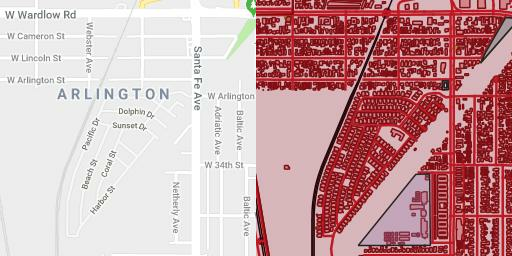 W Wardlow Rd
W Cameron St
Webster Ave
W Lincoln St
Santa Fe Ave
W Arlington St
ARLINGTON
W Arlington
Dolphin Dr
Sunset Dr
Pacific Dr
Adriatic Ave
Baltic Ave
Beach St
Coral St
W 34th St
Harbor St
Netherly Ave
Baltic Ave